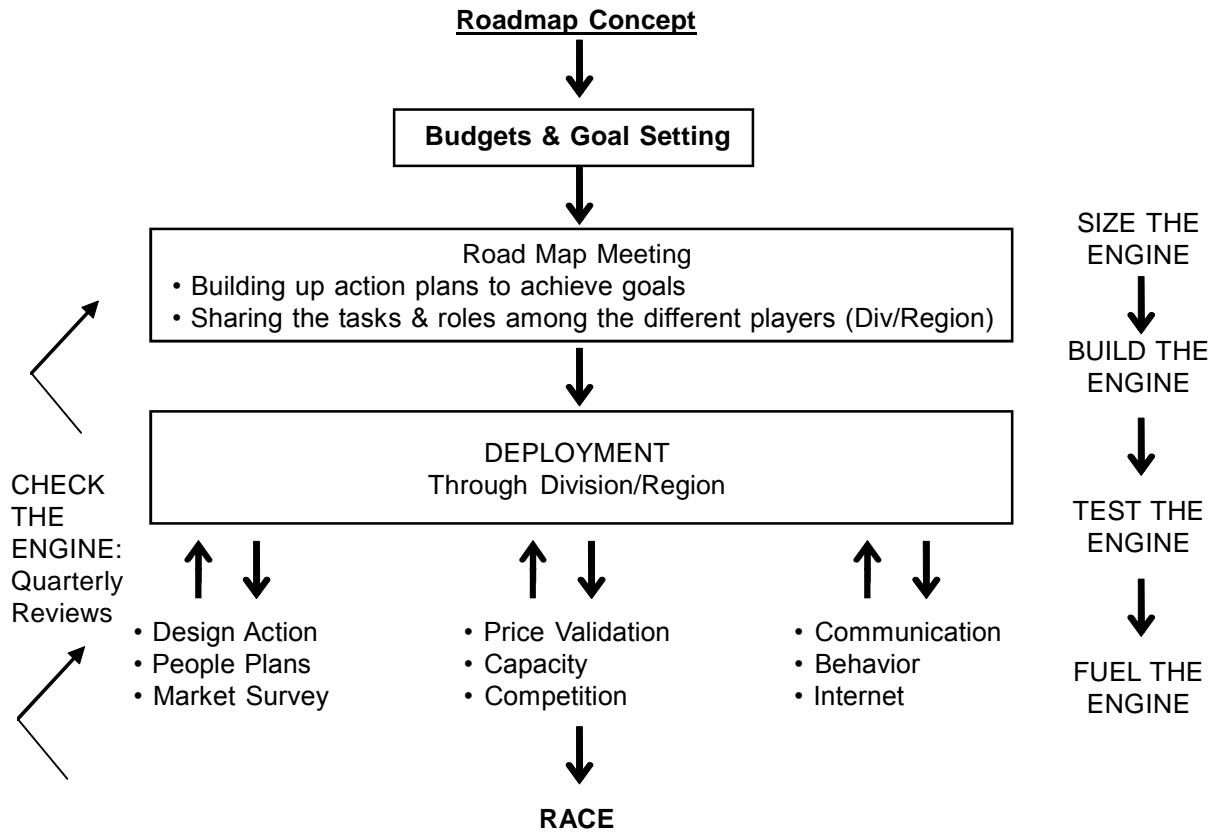 Roadmap Concept
Budgets & Goal Setting
Road Map Meeting
• Building up action plans to achieve goals
• Sharing the tasks & roles among the different players (Div/Region)
DEPLOYMENT
Through Division/Region
• Design Action
• People Plans
• Market Survey
• Price Validation
• Capacity
• Competition
• Communication
• Behavior
• Internet
RACE
CHECK
THE
ENGINE:
Quarterly
Reviews
SIZE THE
ENGINE
BUILD THE
ENGINE
TEST THE
ENGINE
FUEL THE
ENGINE